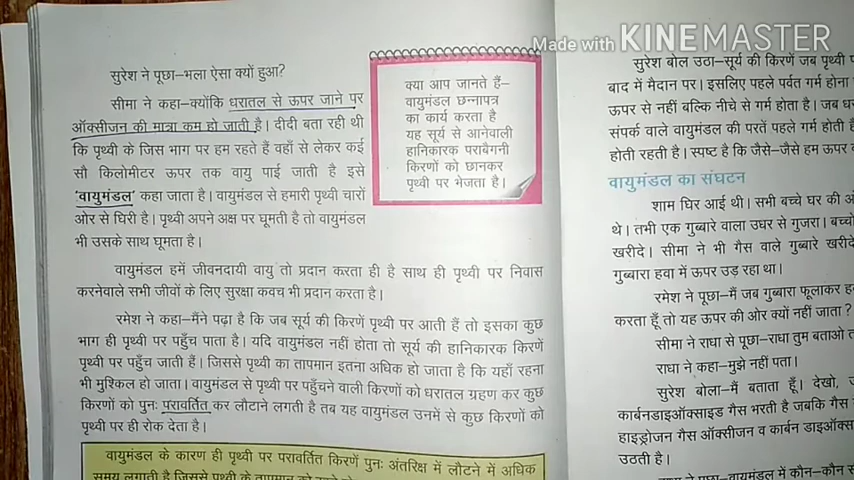 Made with KINEMASTER
सुरेश ने पूछा–भला ऐसा क्यों हुआ?
सीमा ने कहा–क्योंकि धरातल से ऊपर जाने पर
ऑक्सीजन की मात्रा कम हो जाती है। दीदी बता रही थी
कि पृथ्वी के जिस भाग पर हम रहते हैं वहाँ से लेकर कई
सौ किलोमीटर ऊपर तक वायु पाई जाती है इसे
'वायुमंडल' कहा जाता है। वायुमंडल से हमारी पृथ्वी चारों
ओर से घिरी है। पृथ्वी अपने अक्ष पर घूमती है तो वायुमंडल
भी उसके साथ घूमता है।
क्या आप जानते हैं–
वायुमंडल छन्नापत्र
का कार्य करता है
यह सूर्य से आनेवाली
हानिकारक पराबैगनी
किरणों को छानकर
पृथ्वी पर भेजता है।
वायुमंडल हमें जीवनदायी वायु तो प्रदान करता ही है साथ ही पृथ्वी पर निवास
करनेवाले सभी जीवों के लिए सुरक्षा कवच भी प्रदान करता है।
रमेश ने कहा–मैंने पढ़ा है कि जब सूर्य की किरणें पृथ्वी पर आती हैं तो इसका कुछ
भाग ही पृथ्वी पर पहुँच पाता है। यदि वायुमंडल नहीं होता तो सूर्य की हानिकारक किरणें
पृथ्वी पर पहुँच जाती हैं। जिससे पृथ्वी का तापमान इतना अधिक हो जाता है कि यहाँ रहना
भी मुश्किल हो जाता। वायुमंडल से पृथ्वी पर पहुँचने वाली किरणों को धरातल ग्रहण कर कुछ
किरणों को पुनः परावर्तित कर लौटाने लगती है तब यह वायुमंडल उनमें से कुछ किरणों को
पृथ्वी पर ही रोक देता है।
वायुमंडल के कारण ही पृथ्वी पर परावर्तित किरणें पुनः अंतरिक्ष में लौटने में अधिक
समय लगाती है जिससे पृथ्वी के तापमान को
सुरेश बोल उठा–सूर्य की किरणें जब पृथ्वी
बाद में मैदान पर। इसलिए पहले पर्वत गर्म होना
ऊपर से नहीं बल्कि नीचे से गर्म होता है। जब
संपर्क वाले वायुमंडल की परतें पहले गर्म होती
होती रहती है। स्पष्ट है कि जैसे–जैसे हम ऊपर
वायुमंडल का संघटन
शाम घिर आई थी। सभी बच्चे घर की
थे। तभी एक गुब्बारे वाला उधर से गुजरा।
खरीदे। सीमा ने भी गैस वाले गुब्बारे खरीदे
गुब्बारा हवा में ऊपर उड़ रहा था।
रमेश ने पूछा–मैं जब गुब्बारा फूलाकर
करता हूँ तो यह ऊपर की ओर क्यों नहीं जाता?
सीमा ने राधा से पूछा–राधा तुम बताओ
राधा ने कहा–मुझे नहीं पता।
सुरेश बोला–मैं बताता हूँ। देखो,
कार्बनडाइऑक्साइड गैस भरती है जबकि गैस
हाइड्रोजन गैस ऑक्सीजन व कार्बन
उठती है।